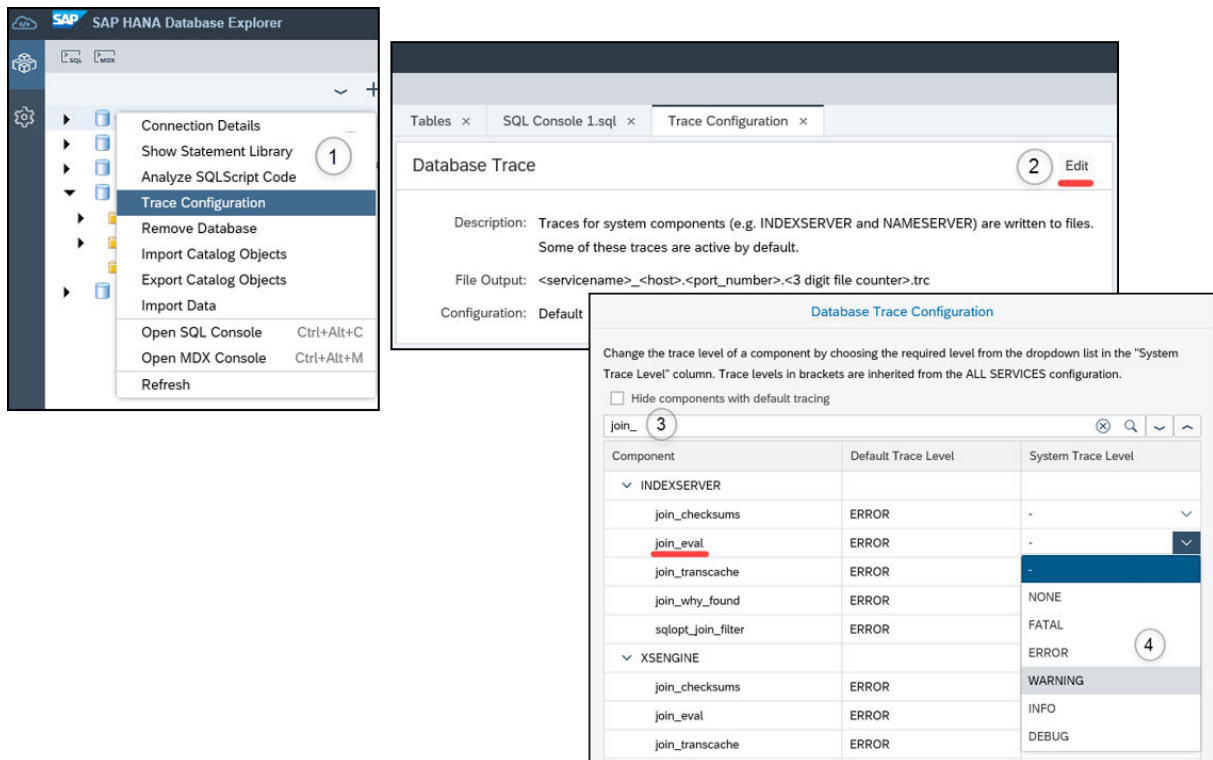 SAP SAP HANA Database Explorer
SQL MDX
Connection Details
Show Statement Library
1
Analyze SQLScript Code
Trace Configuration
Remove Database
Import Catalog Objects
Export Catalog Objects
Import Data
Open SQL Console Ctrl+Alt+C
Open MDX Console Ctrl+Alt+M
Refresh
Tables × SQL Console 1.sql × Trace Configuration ×
Database Trace 2 Edit
Description: Traces for system components (e.g. INDEXSERVER and NAMESERVER) are written to files.
Some of these traces are active by default.
File Output: <servicename>_<host>.<port_number>.<3 digit file counter>.trc
Configuration: Default
Database Trace Configuration
Change the trace level of a component by choosing the required level from the dropdown list in the "System
Trace Level" column. Trace levels in brackets are inherited from the ALL SERVICES configuration.
Hide components with default tracing
join_ 3
Component Default Trace Level System Trace Level
INDEXSERVER
join_checksums ERROR -
join_eval ERROR -
join_transcache ERROR -
join_why_found ERROR NONE
sqlopt_join_filter ERROR FATAL
XSENGINE ERROR 4
join_checksums ERROR WARNING
join_eval ERROR INFO
join_transcache ERROR DEBUG